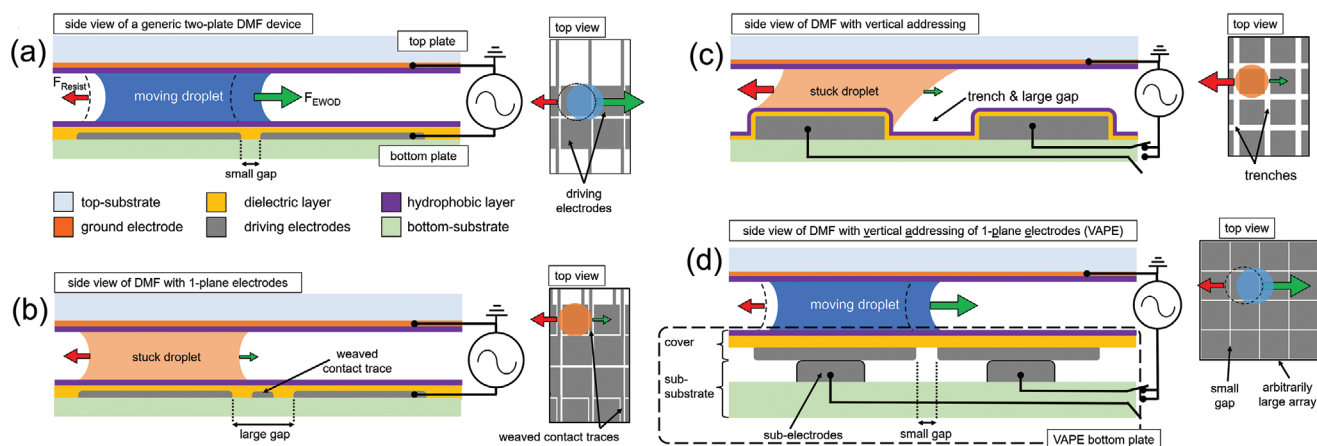 (a)
side view of a generic two-plate DMF device
top plate
F_Resist
moving droplet
F_EWOD
bottom plate
small gap
top view
driving
electrodes
top-substrate
dielectric layer
hydrophobic layer
ground electrode
driving electrodes
bottom-substrate
(b)
side view of DMF with 1-plane electrodes
stuck droplet
weaved
contact trace
large gap
top view
weaved contact traces
(c)
side view of DMF with vertical addressing
stuck droplet
trench & large gap
top view
trenches
(d)
side view of DMF with vertical addressing of 1-plane electrodes (VAPE)
moving droplet
cover
sub-
substrate
sub-electrodes
small gap
VAPE bottom plate
top view
small
gap
arbitrarily
large array